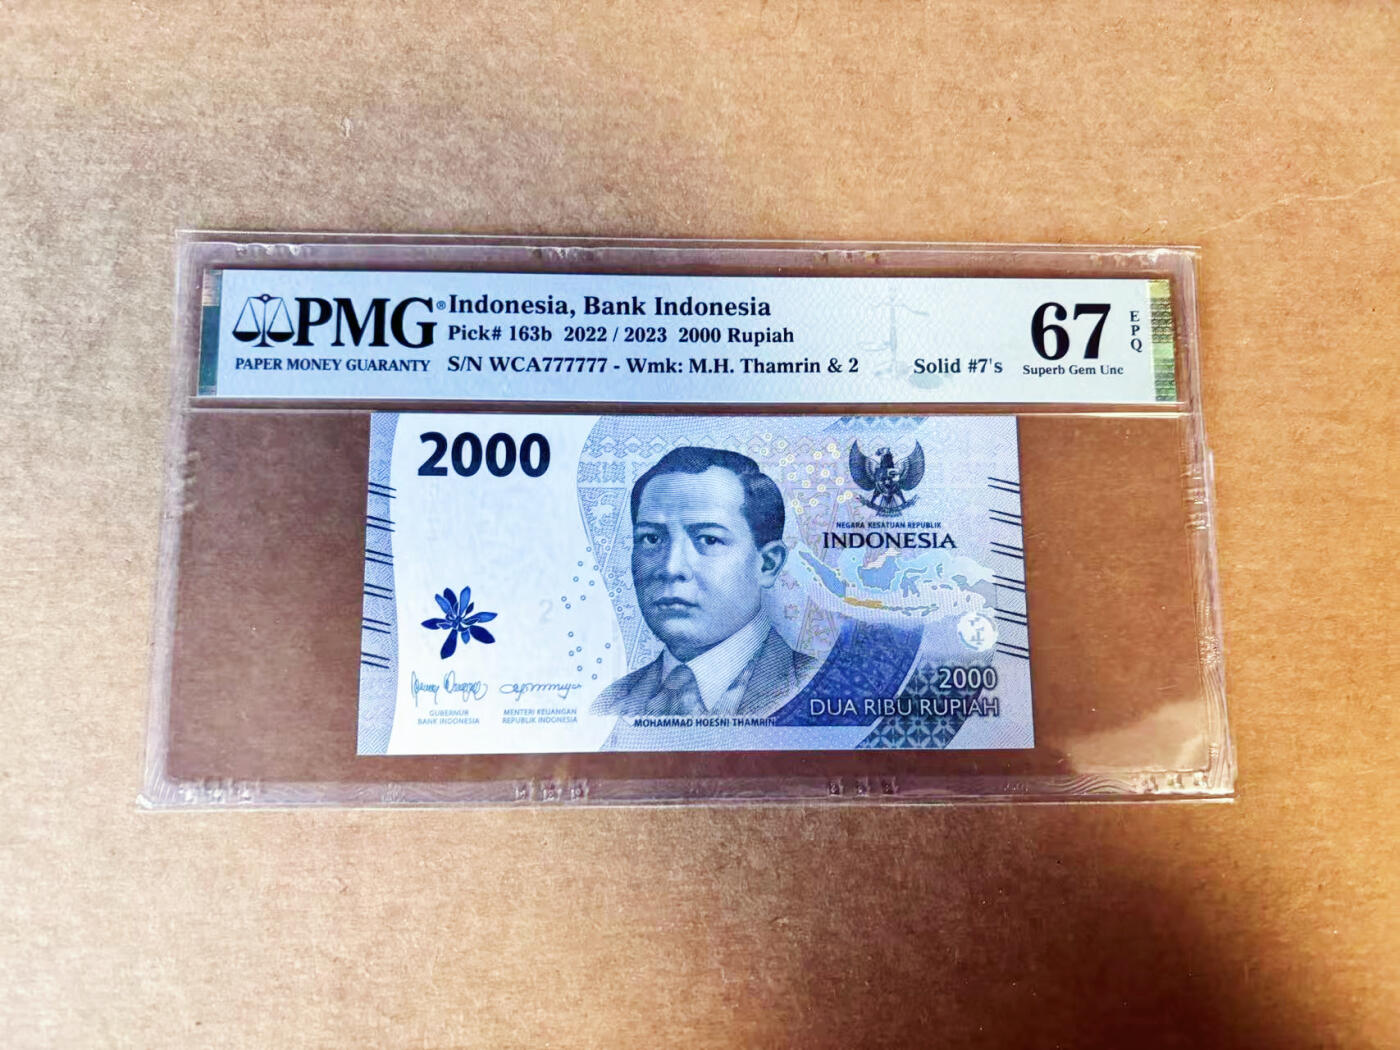 PMG®
PAPER MONEY GUARANTY
Indonesia, Bank Indonesia
Pick# 163b 2022 / 2023 2000 Rupiah
S/N WCA777777 - Wmk: M.H. Thamrin & 2
Solid #7's
67
EPQ
Superb Gem Unc
2000
NEGARA KESATUAN REPUBLIK
INDONESIA
2
GUBERNUR
BANK INDONESIA
MENTERI KEUANGAN
REPUBLIK INDONESIA
MOHAMMAD HOESNI THAMRIN
2000
DUA RIBU RUPIAH